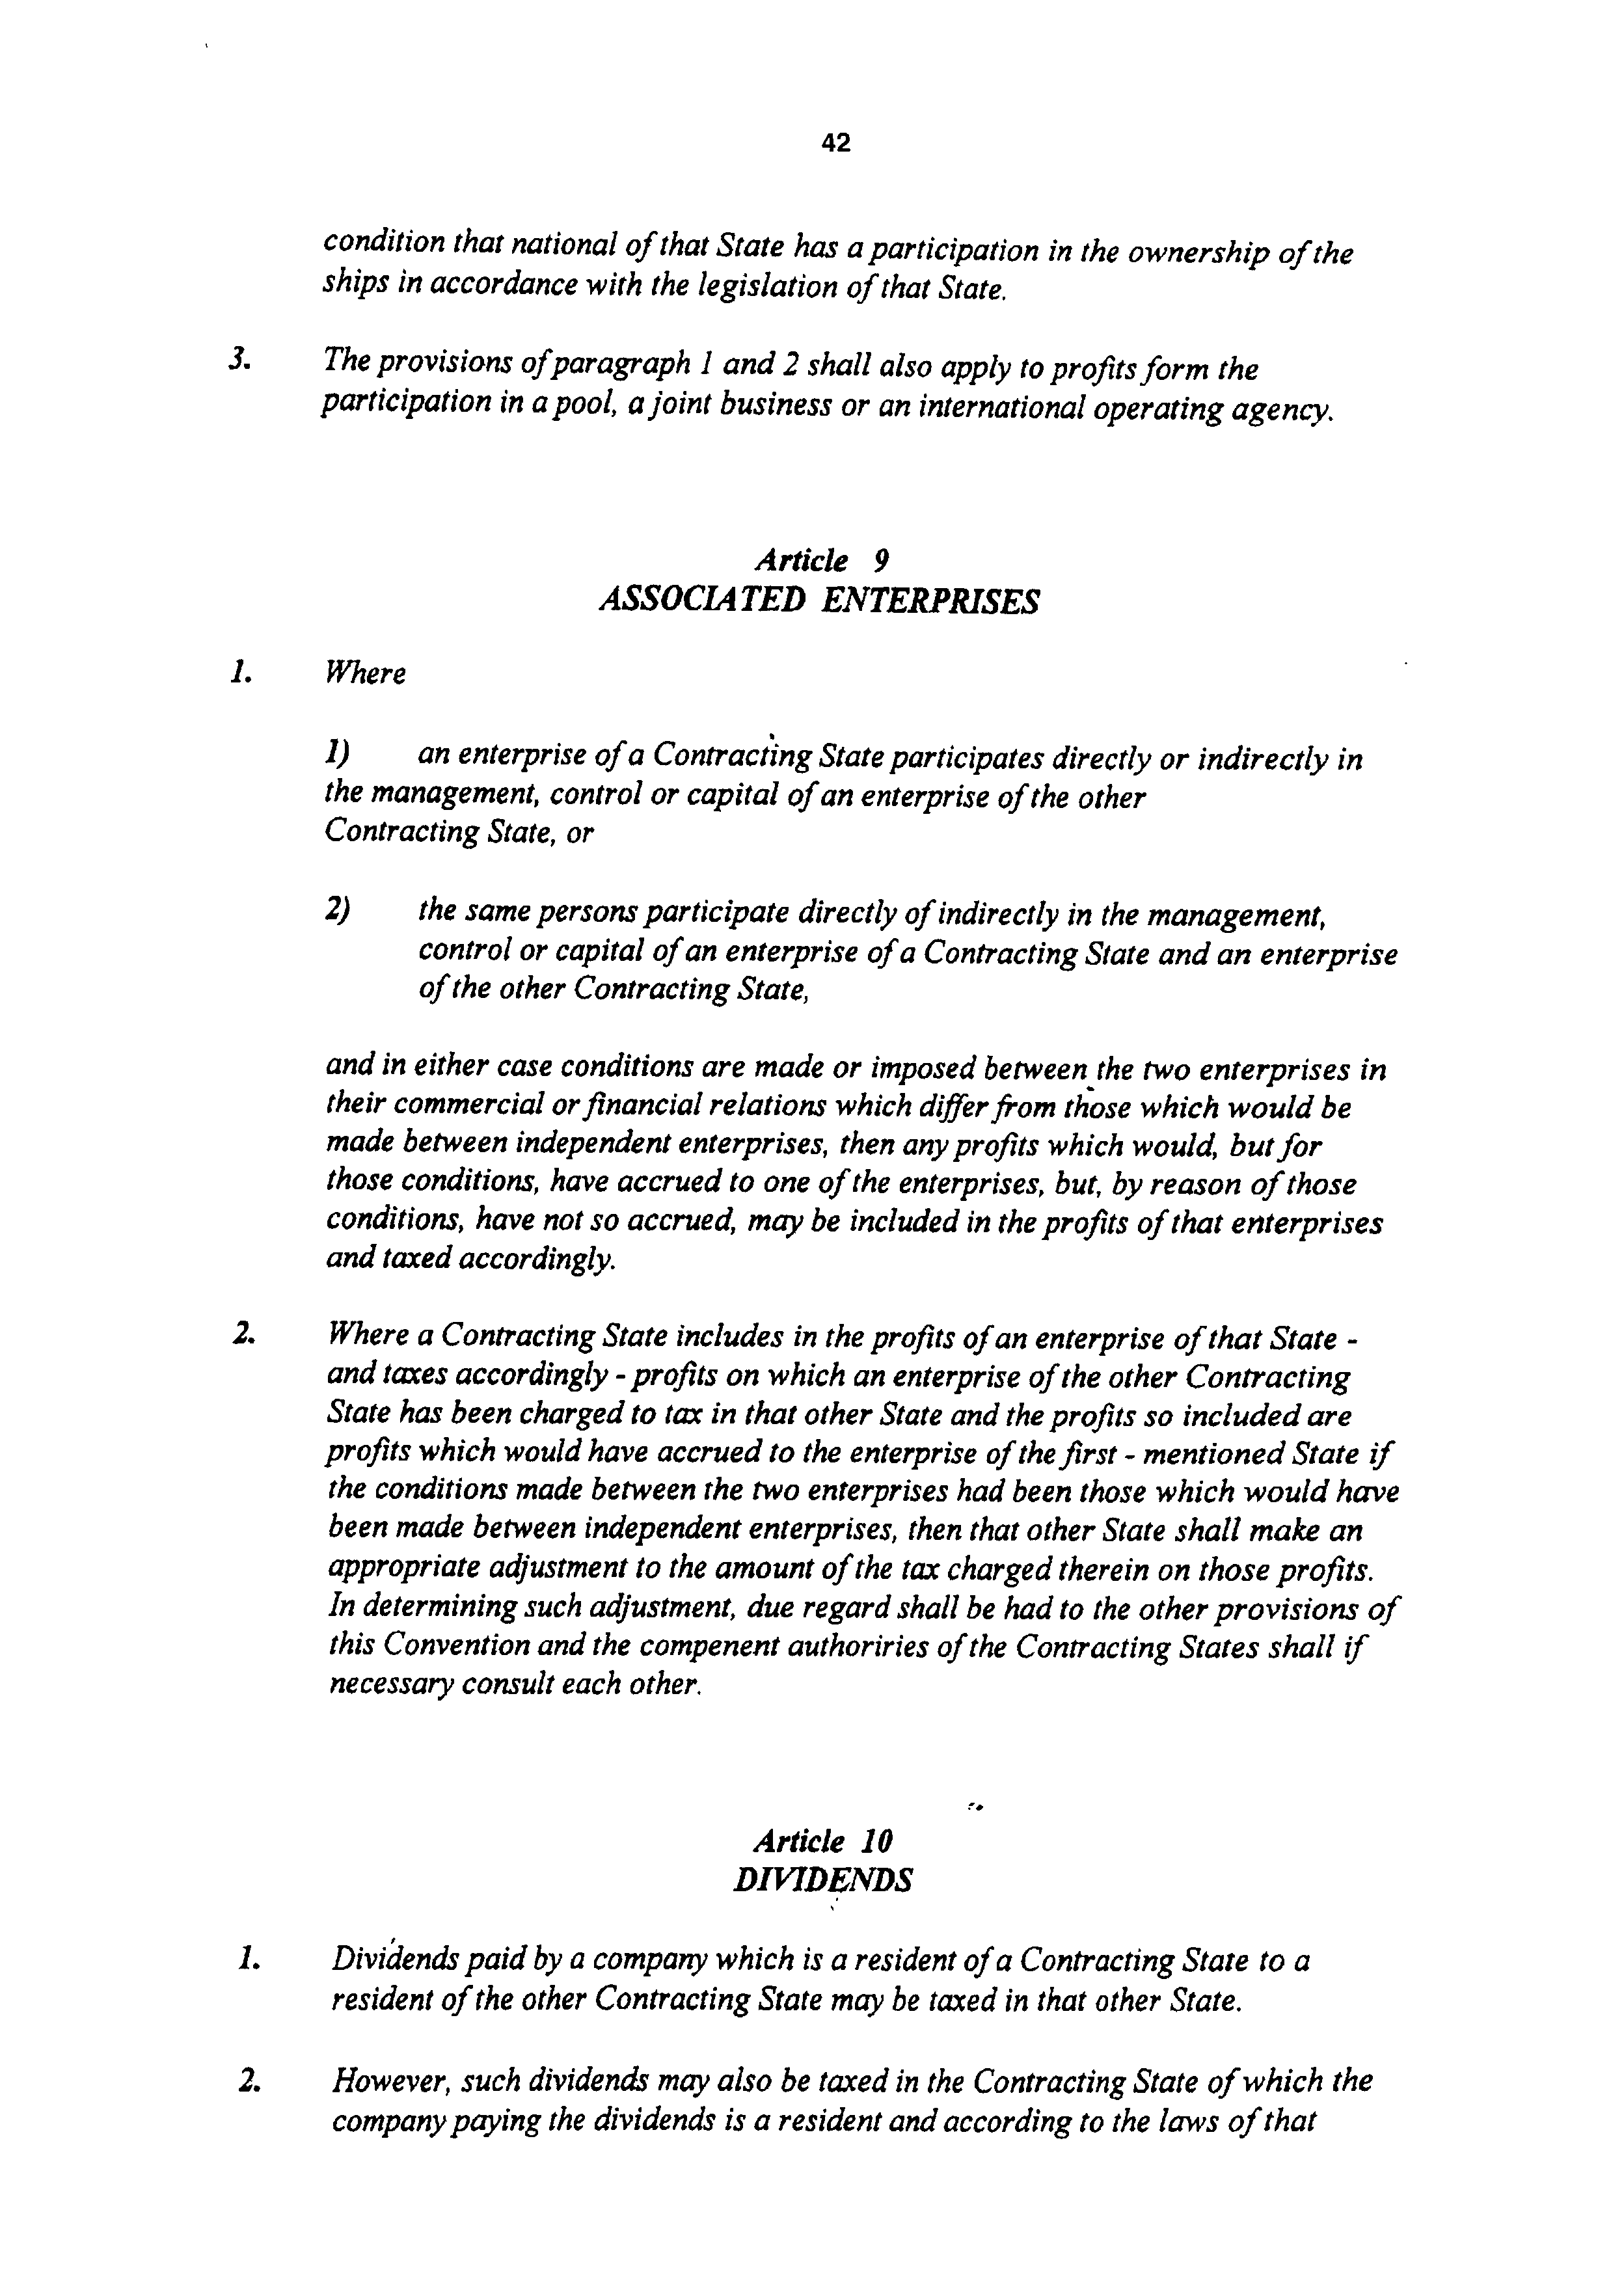 42
condition that national of that State has a participation in the ownership of the
ships in accordance with the legislation of that State.
3. The provisions of paragraph 1 and 2 shall also apply to profits form the
participation in a pool, a joint business or an international operating agency.
Article 9
ASSOCIATED ENTERPRISES
1. Where
1) an enterprise of a Contracting State participates directly or indirectly in
the management, control or capital of an enterprise of the other
Contracting State, or
2) the same persons participate directly of indirectly in the management,
control or capital of an enterprise of a Contracting State and an enterprise
of the other Contracting State,
and in either case conditions are made or imposed between the two enterprises in
their commercial or financial relations which differ from those which would be
made between independent enterprises, then any profits which would, but for
those conditions, have accrued to one of the enterprises, but, by reason of those
conditions, have not so accrued, may be included in the profits of that enterprises
and taxed accordingly.
2. Where a Contracting State includes in the profits of an enterprise of that State -
and taxes accordingly - profits on which an enterprise of the other Contracting
State has been charged to tax in that other State and the profits so included are
profits which would have accrued to the enterprise of the first - mentioned State if
the conditions made between the two enterprises had been those which would have
been made between independent enterprises, then that other State shall make an
appropriate adjustment to the amount of the tax charged therein on those profits.
In determining such adjustment, due regard shall be had to the other provisions of
this Convention and the compenent authoriries of the Contracting States shall if
necessary consult each other.
Article 10
DIVIDENDS
1. Dividends paid by a company which is a resident of a Contracting State to a
resident of the other Contracting State may be taxed in that other State.
2. However, such dividends may also be taxed in the Contracting State of which the
company paying the dividends is a resident and according to the laws of that